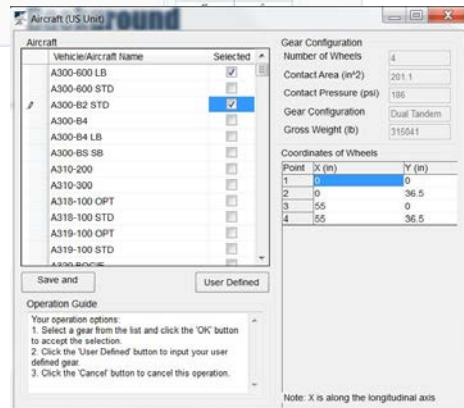 Background
Aircraft (US Unit)
Aircraft
Vehicle/Aircraft Name Selected
A300-600 LB
A300-600 STD
A300-B2 STD
A300-B4
A300-B4 LB
A300-BS SB
A310-200
A310-300
A318-100 OPT
A318-100 STD
A319-100 OPT
A319-100 STD
Save and
User Defined
Operation Guide
Your operation options:
1. Select a gear from the list and click the 'OK' button
to accept the selection.
2. Click the 'User Defined' button to input your user
defined gear.
3. Click the 'Cancel' button to cancel this operation.
Gear Configuration
Number of Wheels 4
Contact Area (in^2) 201.1
Contact Pressure (psi) 186
Gear Configuration Dual Tandem
Gross Weight (lb) 315041
Coordinates of Wheels
Point X (in) Y (in)
1 0 0
2 0 36.5
3 55 0
4 55 36.5
Note: X is along the longitudinal axis